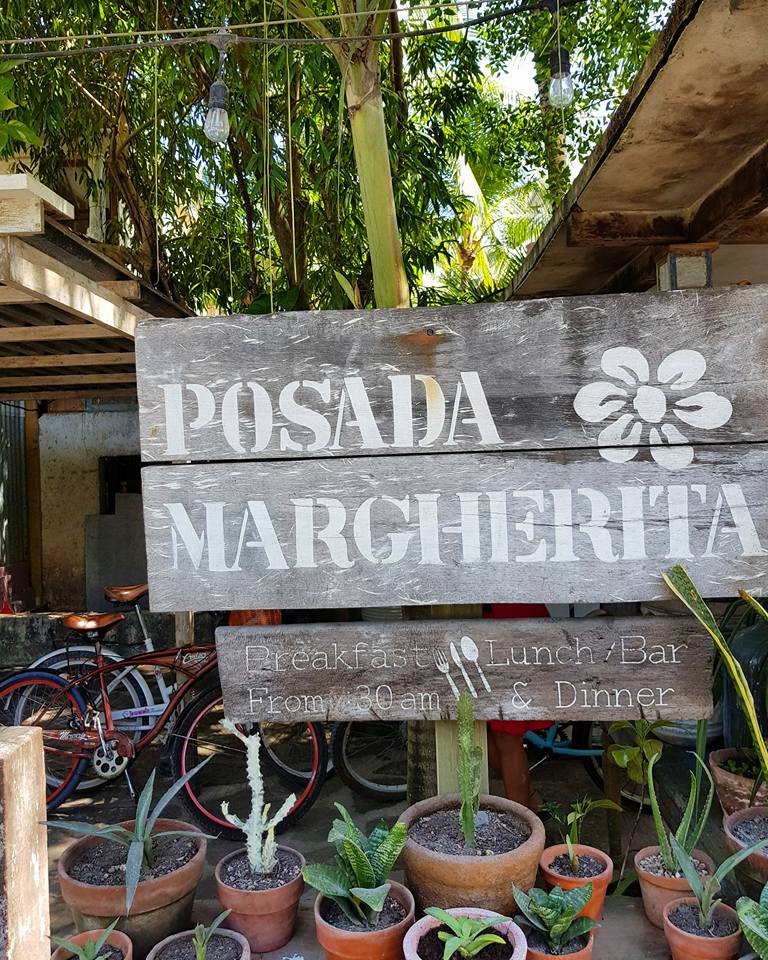 POSADA
MARGHERITA
Breakfast Lunch/Bar
From :30 am & Dinner